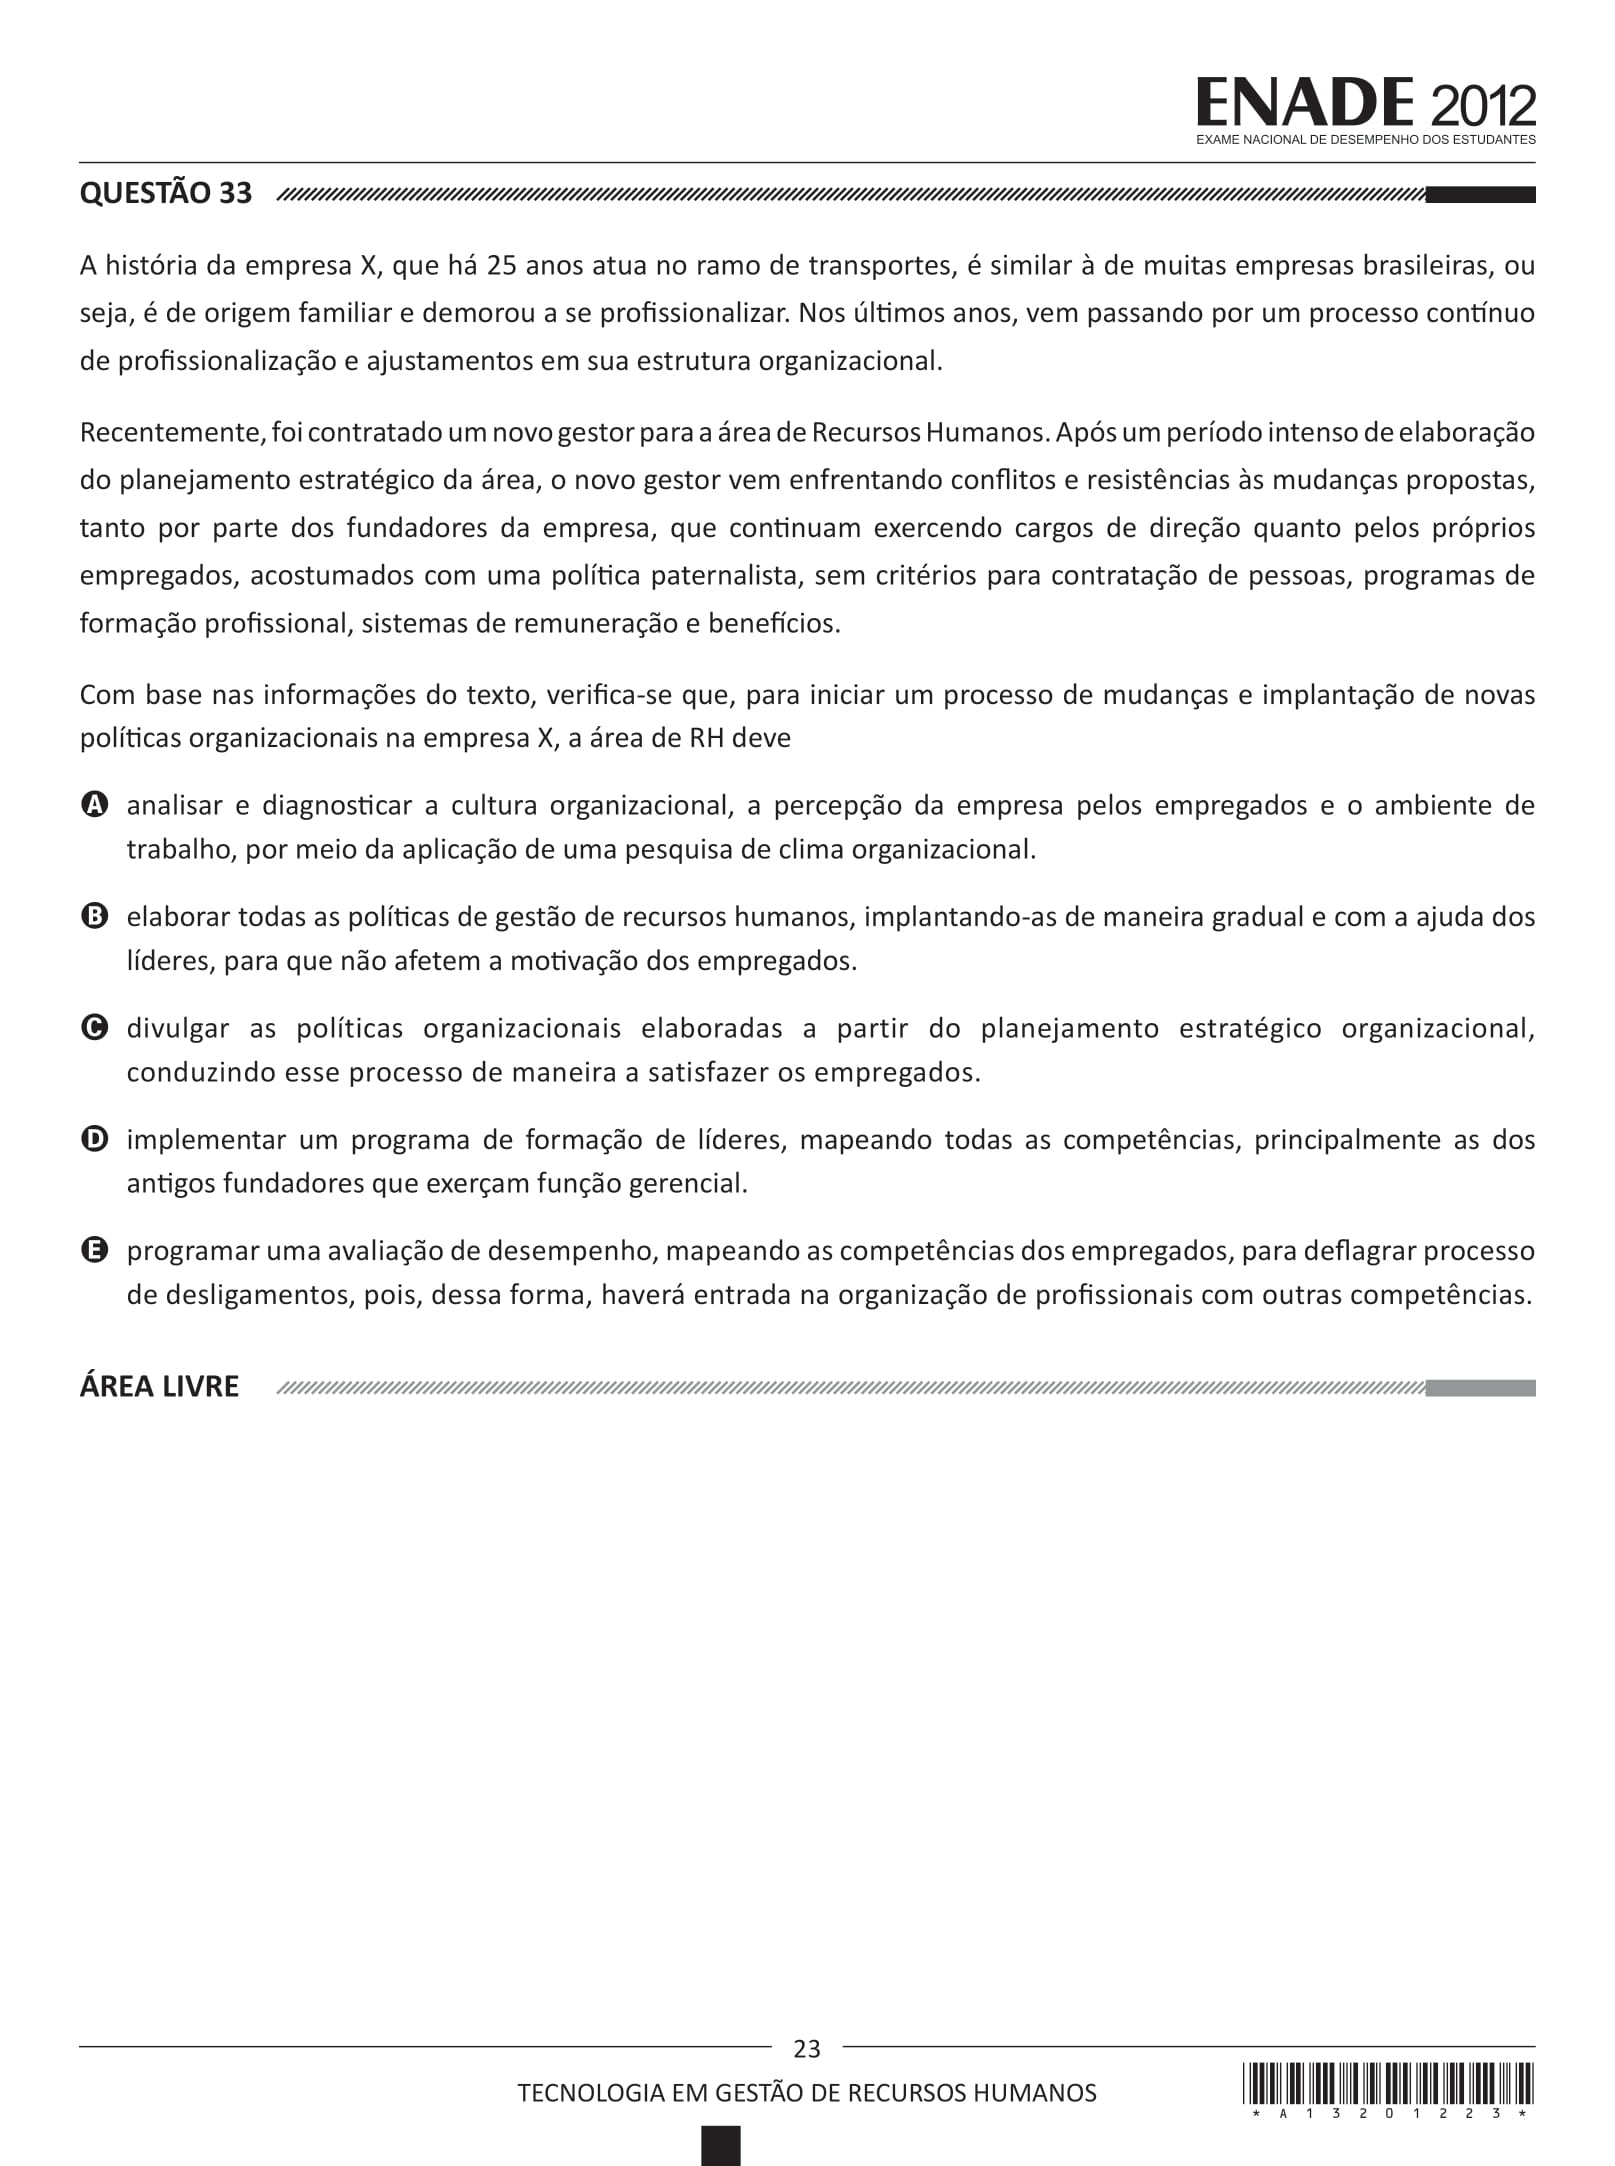 ENADE 2012
EXAME NACIONAL DE DESEMPENHO DOS ESTUDANTES
QUESTÃO 33
A história da empresa X, que há 25 anos atua no ramo de transportes, é similar à de muitas empresas brasileiras, ou
seja, é de origem familiar e demorou a se profissionalizar. Nos últimos anos, vem passando por um processo contínuo
de profissionalização e ajustamentos em sua estrutura organizacional.
Recentemente, foi contratado um novo gestor para a área de Recursos Humanos. Após um período intenso de elaboração
do planejamento estratégico da área, o novo gestor vem enfrentando conflitos e resistências às mudanças propostas,
tanto por parte dos fundadores da empresa, que continuam exercendo cargos de direção quanto pelos próprios
empregados, acostumados com uma política paternalista, sem critérios para contratação de pessoas, programas de
formação profissional, sistemas de remuneração e benefícios.
Com base nas informações do texto, verifica-se que, para iniciar um processo de mudanças e implantação de novas
políticas organizacionais na empresa X, a área de RH deve
A analisar e diagnosticar a cultura organizacional, a percepção da empresa pelos empregados e o ambiente de
trabalho, por meio da aplicação de uma pesquisa de clima organizacional.
B elaborar todas as políticas de gestão de recursos humanos, implantando-as de maneira gradual e com a ajuda dos
líderes, para que não afetem a motivação dos empregados.
C divulgar as políticas organizacionais elaboradas a partir do planejamento estratégico organizacional,
conduzindo esse processo de maneira a satisfazer os empregados.
D implementar um programa de formação de líderes, mapeando todas as competências, principalmente as dos
antigos fundadores que exerçam função gerencial.
E programar uma avaliação de desempenho, mapeando as competências dos empregados, para deflagrar processo
de desligamentos, pois, dessa forma, haverá entrada na organização de profissionais com outras competências.
ÁREA LIVRE
23
TECNOLOGIA EM GESTÃO DE RECURSOS HUMANOS
* A 1 3 2 0 1 2 2 3 *